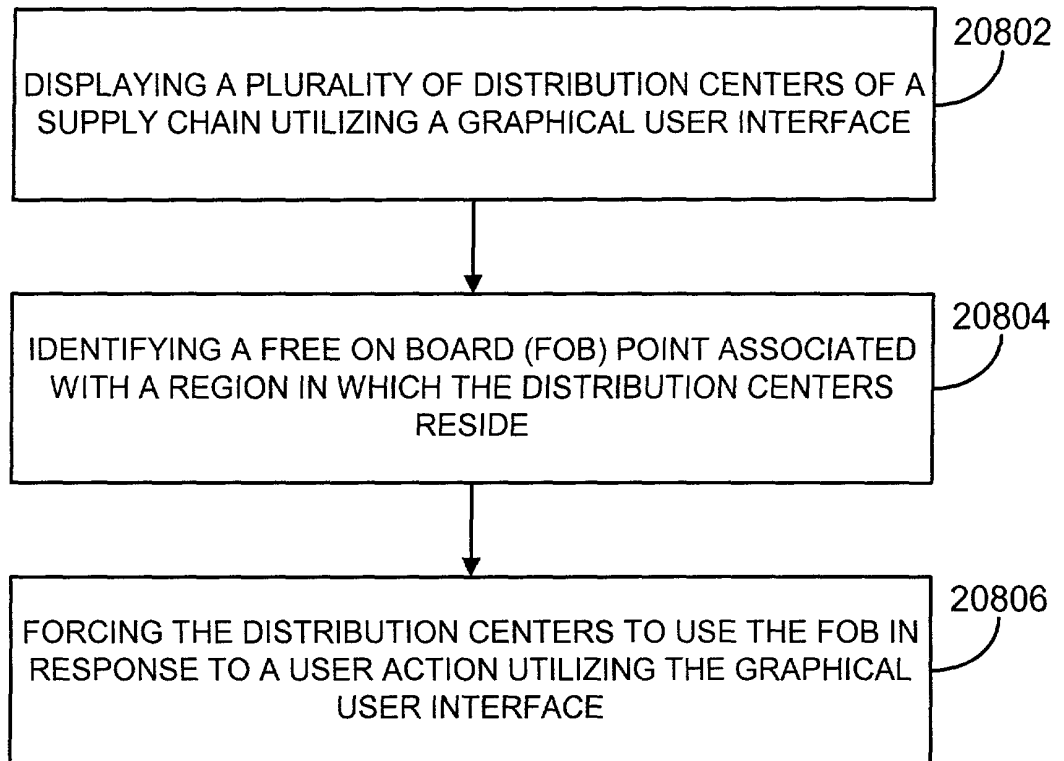 20802
DISPLAYING A PLURALITY OF DISTRIBUTION CENTERS OF A
SUPPLY CHAIN UTILIZING A GRAPHICAL USER INTERFACE
20804
IDENTIFYING A FREE ON BOARD (FOB) POINT ASSOCIATED
WITH A REGION IN WHICH THE DISTRIBUTION CENTERS
RESIDE
20806
FORCING THE DISTRIBUTION CENTERS TO USE THE FOB IN
RESPONSE TO A USER ACTION UTILIZING THE GRAPHICAL
USER INTERFACE